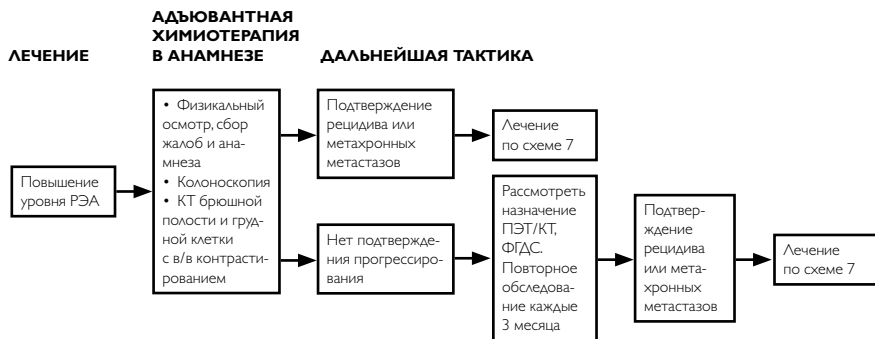 АДЪЮВАНТНАЯ
ХИМИОТЕРАПИЯ
ЛЕЧЕНИЕ В АНАМНЕЗЕ ДАЛЬНЕЙШАЯ ТАКТИКА
Повышение
уровня РЭА
• Физикальный
осмотр, сбор
жалоб и ана-
мнеза
• Колоноскопия
• КТ брюшной
полости и груд-
ной клетки
с в/в контрасти-
рованием
Подтверждение
рецидива или
метахронных
метастазов
Лечение
по схеме 7
Нет подтвержде-
ния прогрессиро-
вания
Рассмотреть
назначение
ПЭТ/КТ,
ФГДС.
Повторное
обследова-
ние каждые
3 месяца
Подтвер-
ждение
рецидива
или мета-
хронных
метастазов
Лечение
по схеме 7